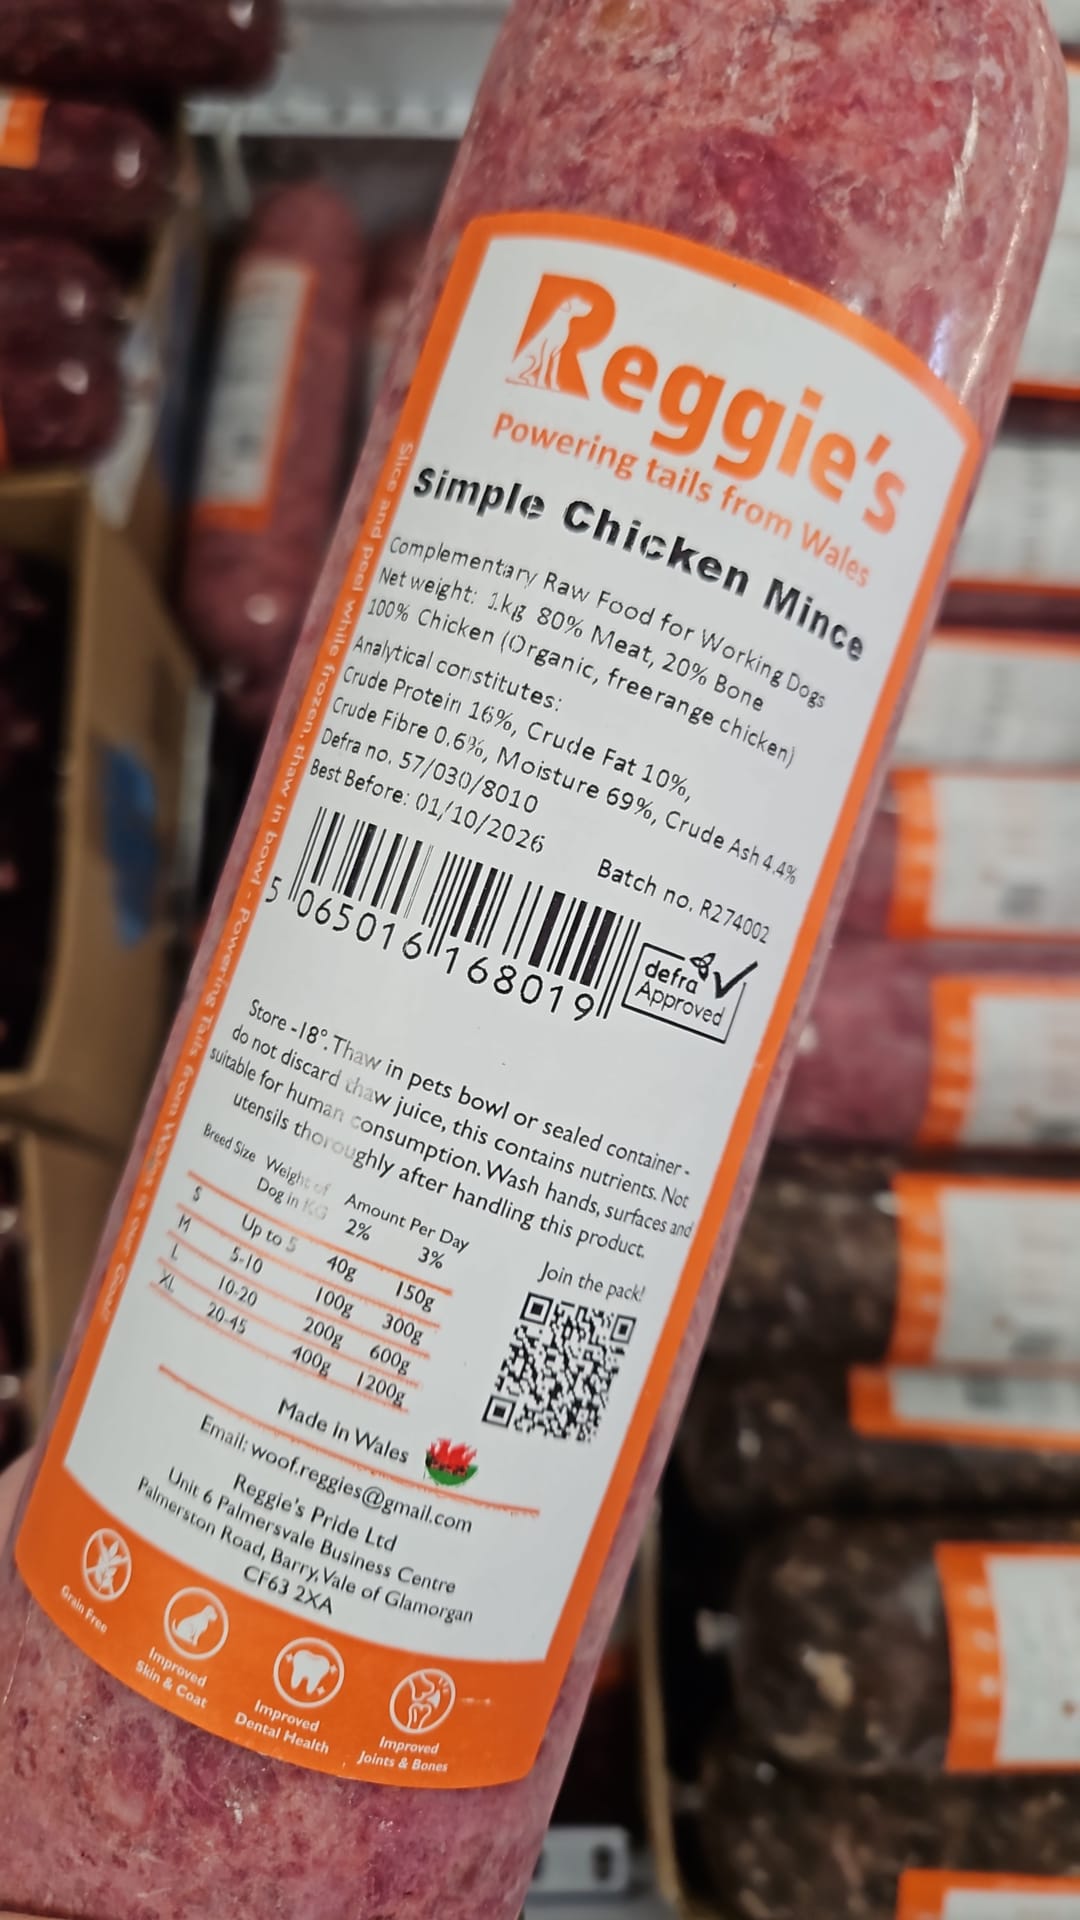 Reggie's
Powering tails from Wales
Simple Chicken Mince
Complementary Raw Food for Working Dogs
Net weight: 1kg 80% Meat, 20% Bone
100% Chicken (Organic, freerange chicken)
Analytical constitutes:
Crude Protein 16%, Crude Fat 10%,
Crude Fibre 0.6%, Moisture 69%, Crude Ash 4.4%
Defra no. 57/030/8010
Best Before: 01/10/2026
Batch no. R274002
5 065016 168019
defra
Approved
Store -18°. Thaw in pets bowl or sealed container -
do not discard thaw juice, this contains nutrients. Not
suitable for human consumption. Wash hands, surfaces and
utensils thoroughly after handling this product.
Breed Size Weight of Amount Per Day
Dog in KG 2% 3%
S Up to 5 40g 150g
M 5-10 100g 300g
L 10-20 200g 600g
XL 20-45 400g 1200g
Join the pack!
Made in Wales
Email: woof.reggies@gmail.com
Reggie's Pride Ltd
Unit 6 Palmersvale Business Centre
Palmerston Road, Barry, Vale of Glamorgan
CF63 2XA
Grain Free
Improved
Skin & Coat
Improved
Dental Health
Improved
Joints & Bones
Slice and peel while frozen, thaw in bowl - Powering Tails from Wales is our Goal